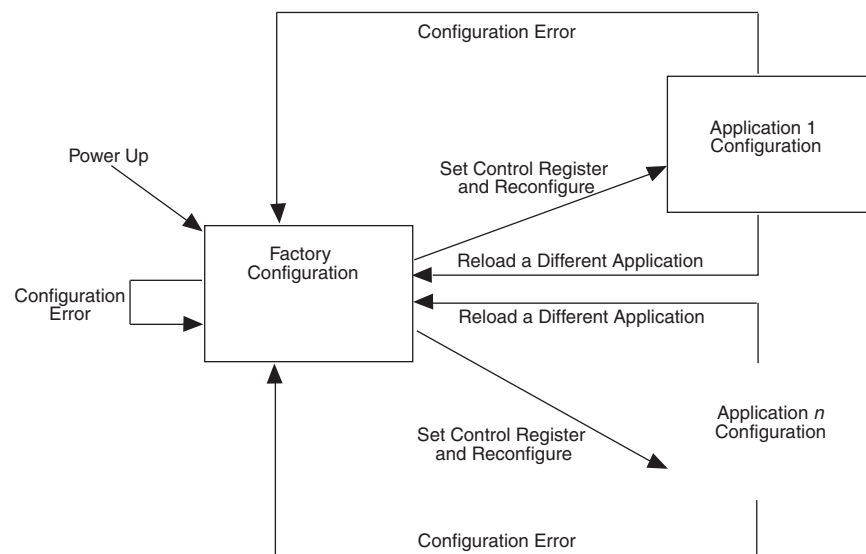 Configuration Error
Application 1
Configuration
Power Up
Set Control Register
and Reconfigure
Factory
Configuration
Reload a Different Application
Configuration
Error
Reload a Different Application
Application n
Configuration
Set Control Register
and Reconfigure
Configuration Error